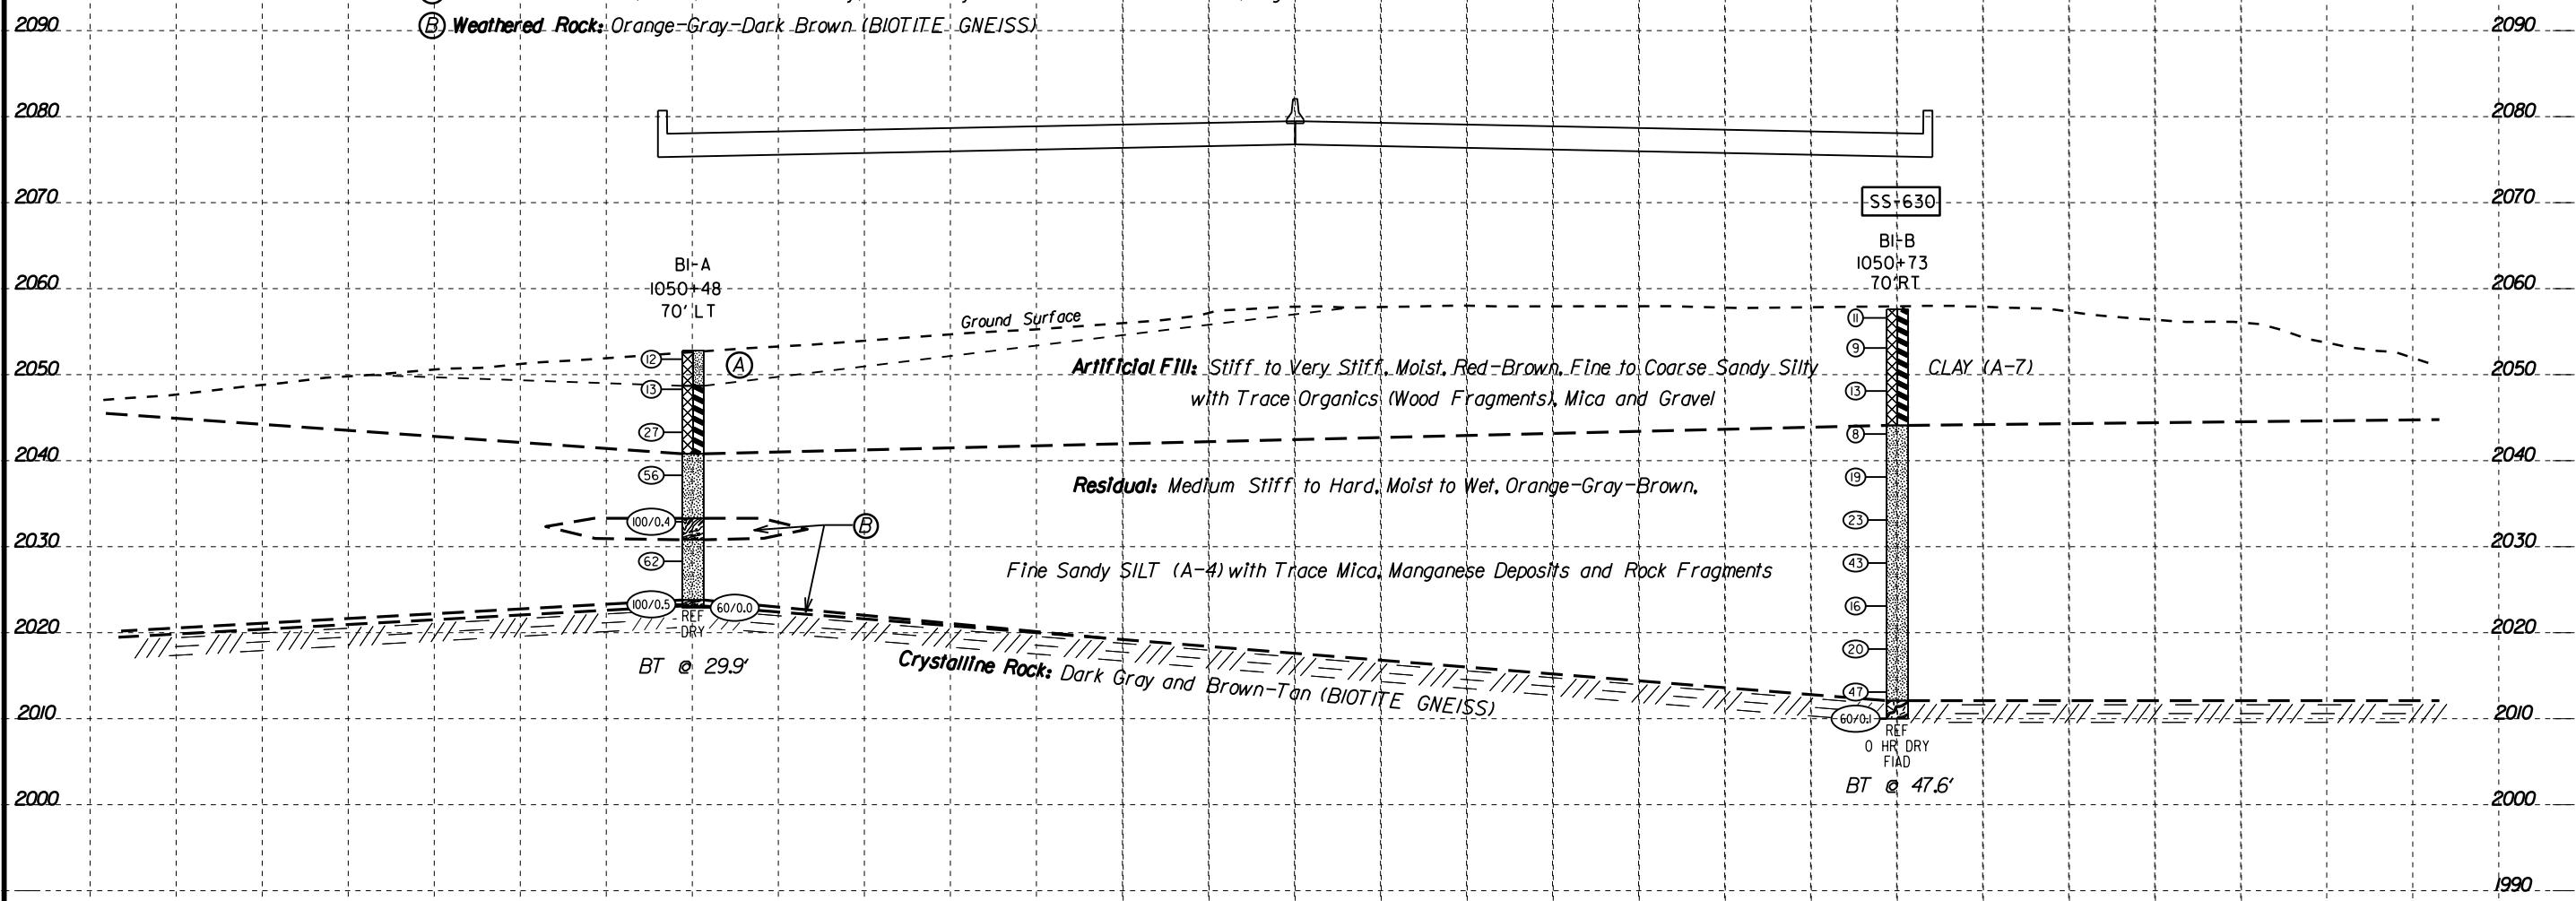 2090 Ⓑ Weathered Rock: Orange-Gray-Dark Brown (BIOTITE GNEISS) 2090
2080 2080
2070 SS-630 2070
B1-B
B1-A 1050+73
2060 1050+48 70' RT 2060
70' LT
Ground Surface
11
12 Ⓐ 9
2050 Artificial Fill: Stiff to Very Stiff, Moist, Red-Brown, Fine to Coarse Sandy Silty CLAY (A-7) 2050
13 13
with Trace Organics (Wood Fragments), Mica and Gravel
27 8
2040 2040
56 19
Residual: Medium Stiff to Hard, Moist to Wet, Orange-Gray-Brown,
100/0.4 Ⓑ 23
2030 2030
62 43
Fine Sandy SILT (A-4) with Trace Mica, Manganese Deposits and Rock Fragments
100/0.5 60/0.0 16
REF
2020 DRY 2020
20
BT @ 29.9'
Crystalline Rock: Dark Gray and Brown-Tan (BIOTITE GNEISS)
47
2010 60/0.1 2010
REF
0 HR DRY
FIAD
BT @ 47.6'
2000 2000
1990